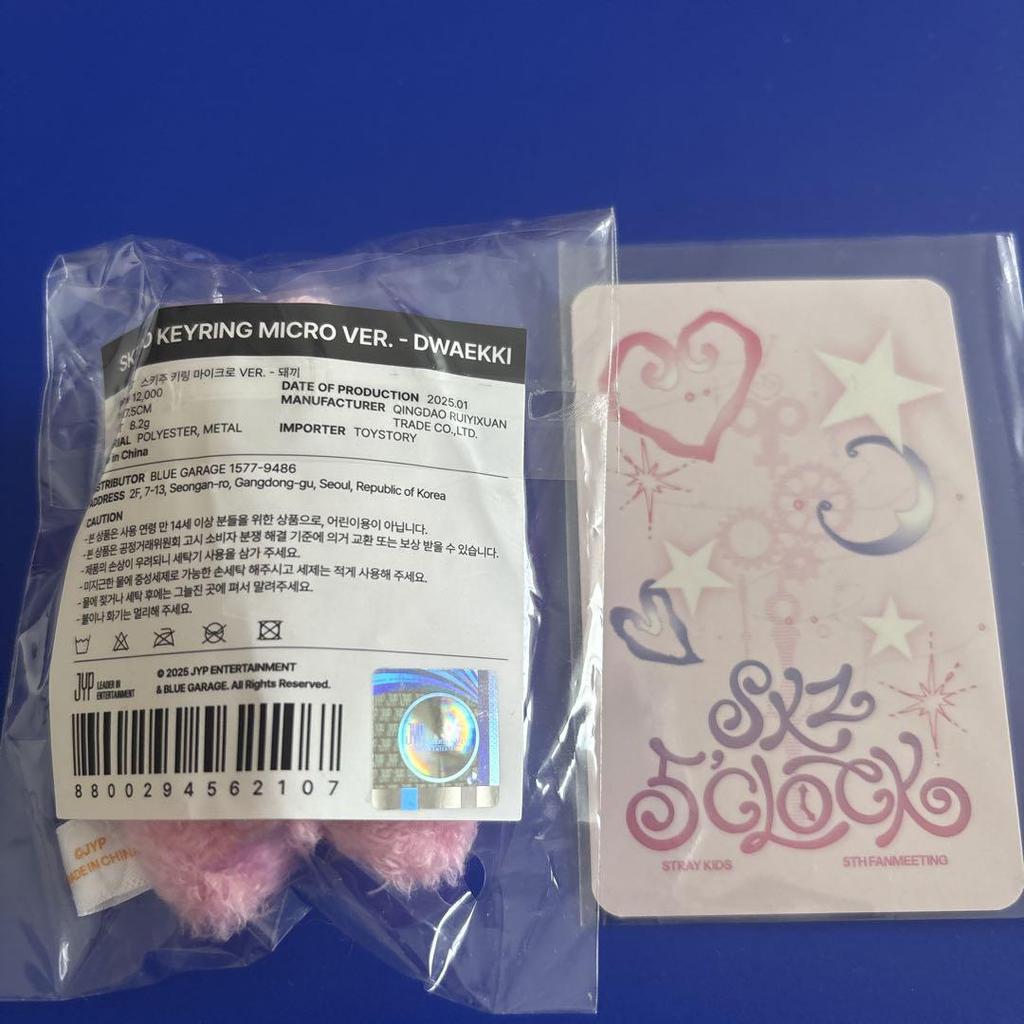 SK O KEYRING MICRO VER. - DWAEKKI
스키주 키링 마이크로 VER. - 돼끼
12,000
7.5CM
8.2g
POLYESTER, METAL
in China
DATE OF PRODUCTION 2025.01
MANUFACTURER QINGDAO RUIYIXUAN
TRADE CO.,LTD.
IMPORTER TOYSTORY
STRIBUTOR BLUE GARAGE 1577-9486
ADDRESS 2F, 7-13, Seongan-ro, Gangdong-gu, Seoul, Republic of Korea
CAUTION
- 본 상품은 사용 연령 만 14세 이상 분들을 위한 상품으로, 어린이용이 아닙니다.
- 본 상품은 공정거래위원회 고시 소비자 분쟁 해결 기준에 의거 교환 또는 보상 받을 수 있습니다.
- 제품의 손상이 우려되니 세탁기 사용을 삼가 주세요.
- 미지근한 물에 중성세제로 가능한 손세탁 해주시고 세제는 적게 사용해 주세요.
- 물에 젖거나 세탁 후에는 그늘진 곳에 펴서 말려주세요.
- 불이나 화기는 멀리해 주세요.
JYP LEADER IN
ENTERTAINMENT
© 2025 JYP ENTERTAINMENT
& BLUE GARAGE. All Rights Reserved.
8800294562107
©JYP
MADE IN CHINA
SKZ
5'CLOCK
STRAY KIDS 5TH FANMEETING